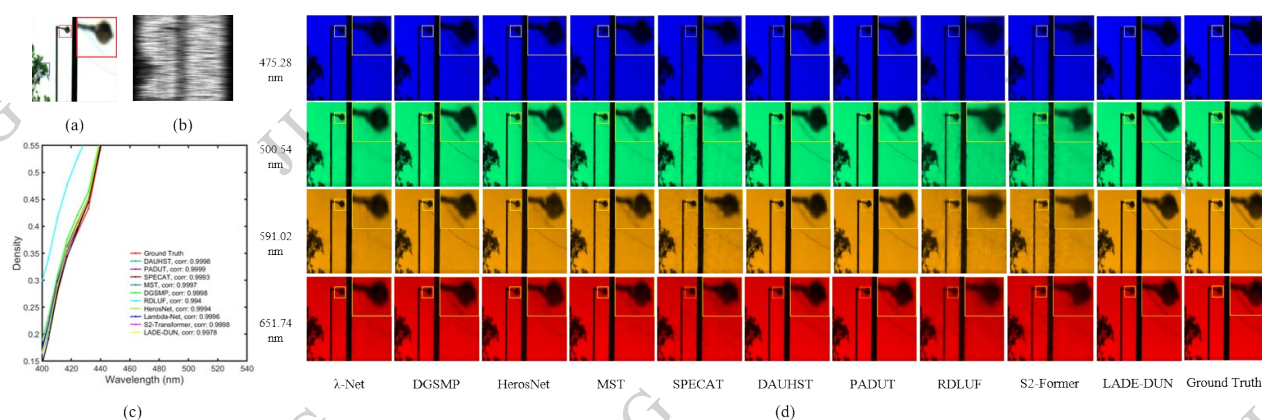 (a)
(b)
0.55
0.5
0.45
0.4
0.35
0.3
0.25
0.2
0.15
400
420
440
460
480
500
520
540
Density
Wavelength (nm)
Ground Truth
DAUHST, corr: 0.9998
PADUT, corr: 0.9999
SPECAT, corr: 0.9993
MST, corr: 0.9997
DGSMP, corr: 0.9998
RDLUF, corr: 0.994
HerosNet, corr: 0.9994
Lambda-Net, corr: 0.9996
S2-Transformer, corr: 0.9998
LADE-DUN, corr: 0.9978
(c)
475.28
nm
500.54
nm
591.02
nm
651.74
nm
λ-Net
DGSMP
HerosNet
MST
SPECAT
DAUHST
PADUT
RDLUF
S2-Former
LADE-DUN
Ground Truth
(d)